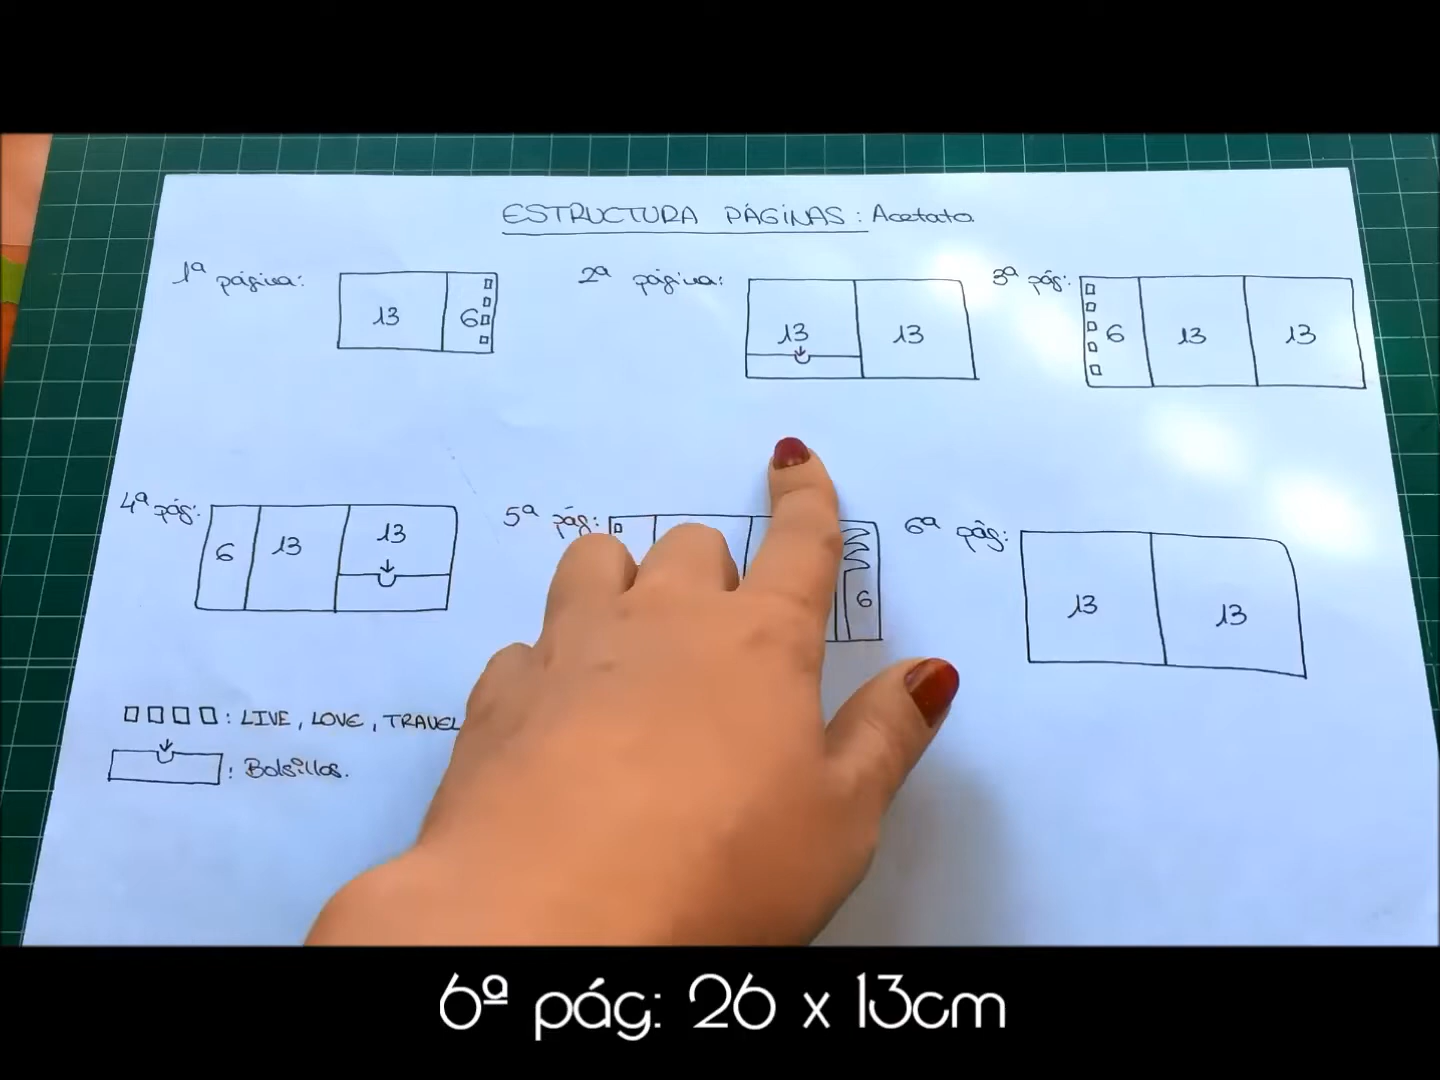 ESTRUCTURA PÁGINAS: Acetato
1ª página:
13
6
2ª página:
13
13
3ª pág:
6
13
13
4ª pág:
6
13
13
5ª pág:
6
6ª pág:
13
13
: LIVE, LOVE, TRAVEL
: Bolsillos.
6ª pág: 26 x 13cm